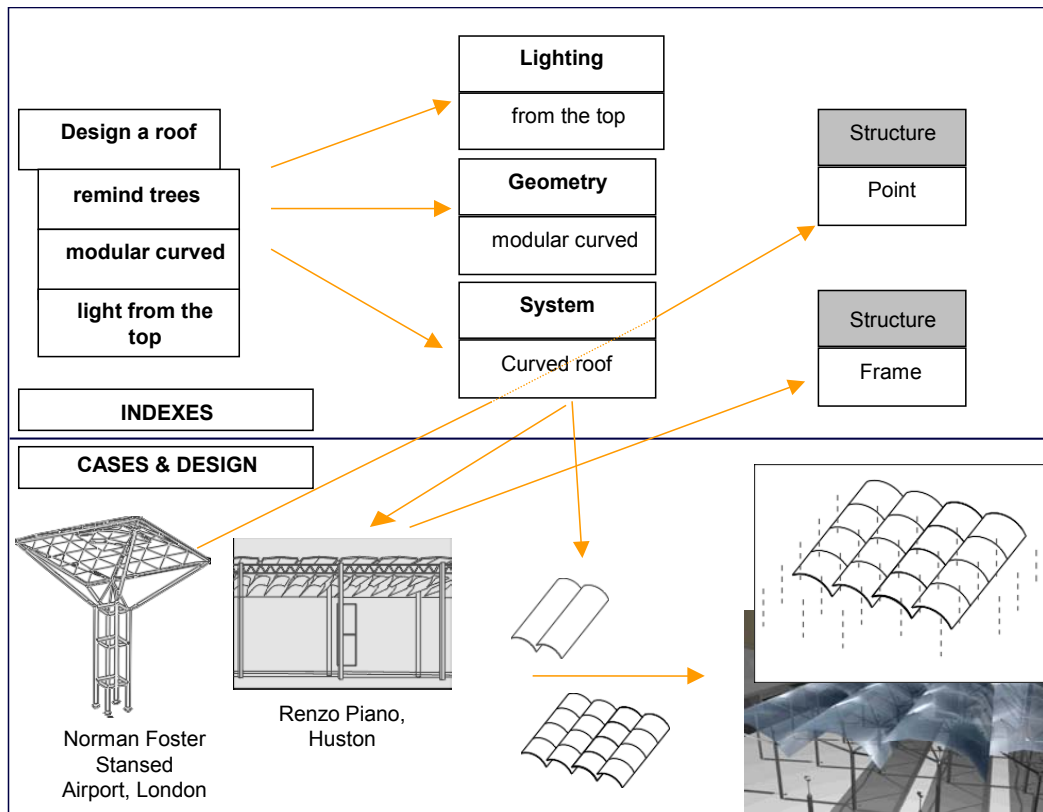 Design a roof
remind trees
modular curved
light from the
top
Lighting
from the top
Geometry
modular curved
System
Curved roof
Structure
Point
Structure
Frame
INDEXES
CASES & DESIGN
Norman Foster
Stansed
Airport, London
Renzo Piano,
Huston